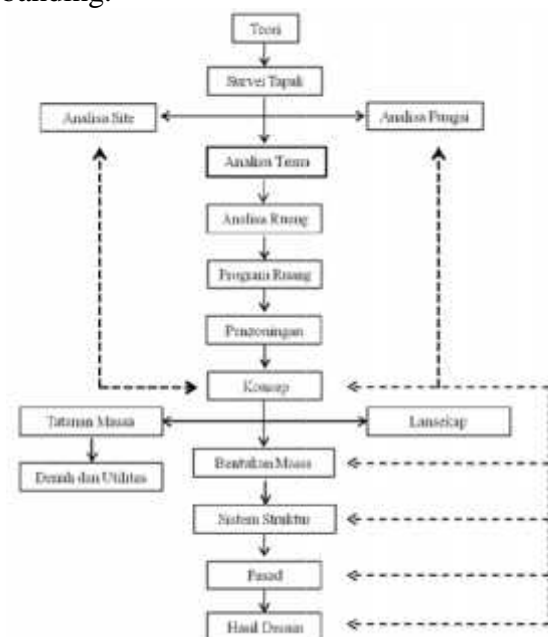 banding.
Teori
Survei Tapak
Analisa Site
Analisa Fungsi
Analisa Tema
Analisa Ruang
Program Ruang
Penzoningan
Konsep
Tatanan Massa
Lansekap
Denah dan Utilitas
Bentukan Massa
Sistem Struktur
Fasad
Hasil Desain